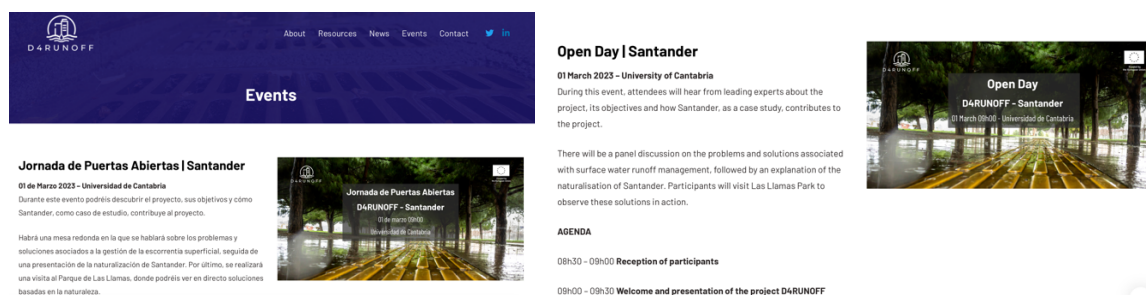 D4RUNOFF
About Resources News Events Contact
Events
Jornada de Puertas Abiertas | Santander
01 de Marzo 2023 – Universidad de Cantabria
Durante este evento podréis descubrir el proyecto, sus objetivos y cómo
Santander, como caso de estudio, contribuye al proyecto.
Habrá una mesa redonda en la que se hablará sobre los problemas y
soluciones asociados a la gestión de la escorrentía superficial, seguida de
una presentación de la naturalización de Santander. Por último, se realizará
una visita al Parque de Las Llamas, donde podréis ver en directo soluciones
basadas en la naturaleza.
D4RUNOFF
Jornada de Puertas Abiertas
D4RUNOFF - Santander
01 de marzo 09h00
Universidad de Cantabria
Open Day | Santander
01 March 2023 – University of Cantabria
During this event, attendees will hear from leading experts about the
project, its objectives and how Santander, as a case study, contributes to
the project.
There will be a panel discussion on the problems and solutions associated
with surface water runoff management, followed by an explanation of the
naturalisation of Santander. Participants will visit Las Llamas Park to
observe these solutions in action.
AGENDA
08h30 – 09h00 Reception of participants
09h00 – 09h30 Welcome and presentation of the project D4RUNOFF
D4RUNOFF
Open Day
D4RUNOFF - Santander
01 March 09h00 - Universidad de Cantabria